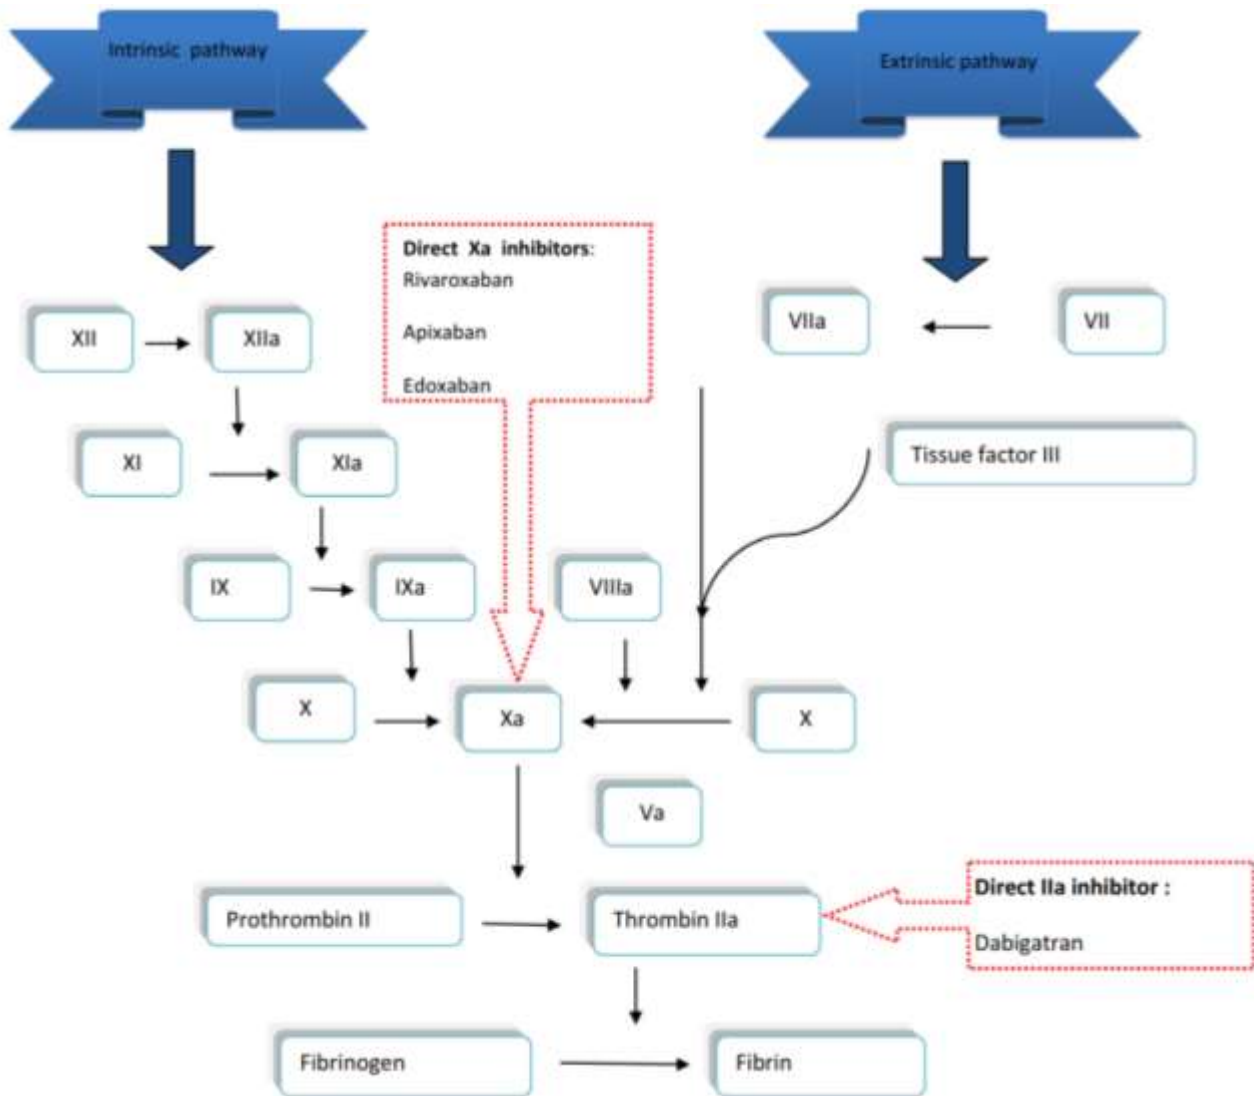 Intrinsic pathway
Extrinsic pathway
Direct Xa inhibitors:
Rivaroxaban
Apixaban
Edoxaban
VIIa
VII
XII
XIIa
Tissue factor III
XI
XIa
IX
IXa
VIIIa
X
Xa
X
Va
Direct IIa inhibitor :
Dabigatran
Prothrombin II
Thrombin IIa
Fibrinogen
Fibrin